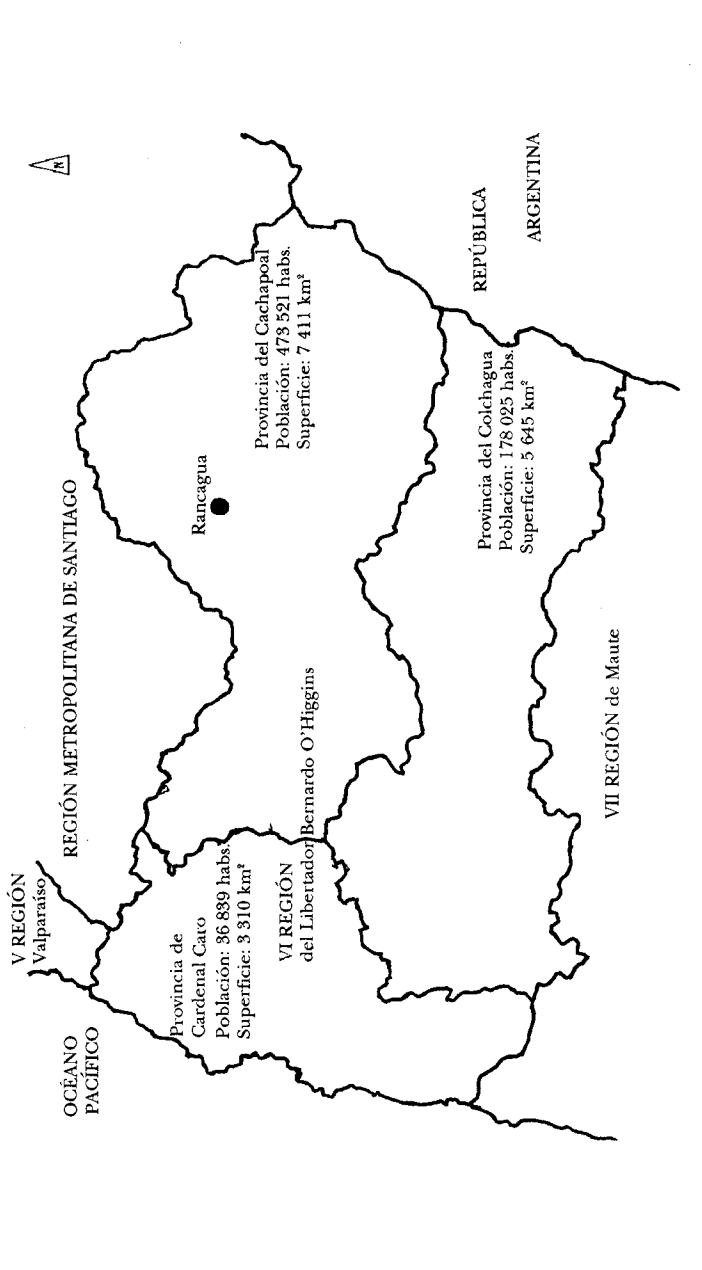 V REGIÓN
Valparaíso
REGIÓN METROPOLITANA DE SANTIAGO
N
OCÉANO
PACÍFICO
Provincia de
Cardenal Caro
Población: 36 839 habs.
Superficie: 3 310 km²
VI REGIÓN
del Libertador Bernardo O'Higgins
Rancagua
Provincia del Cachapoal
Población: 473 521 habs.
Superficie: 7 411 km²
Provincia del Colchagua
Población: 178 025 habs.
Superficie: 5 645 km²
REPÚBLICA
ARGENTINA
VII REGIÓN de Maute